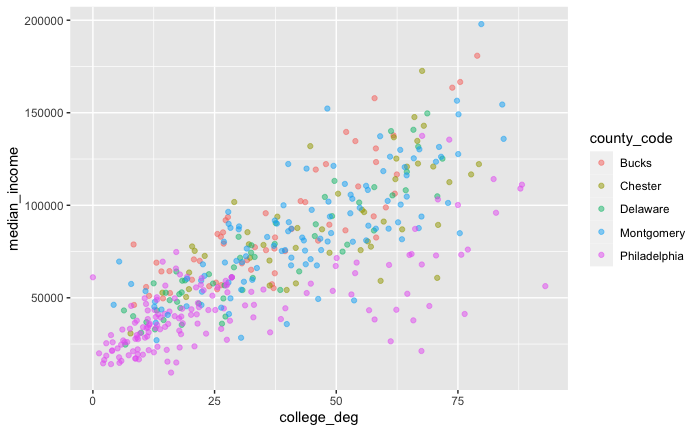 200000
150000
100000
50000
median_income
0
25
50
75
college_deg
county_code
Bucks
Chester
Delaware
Montgomery
Philadelphia